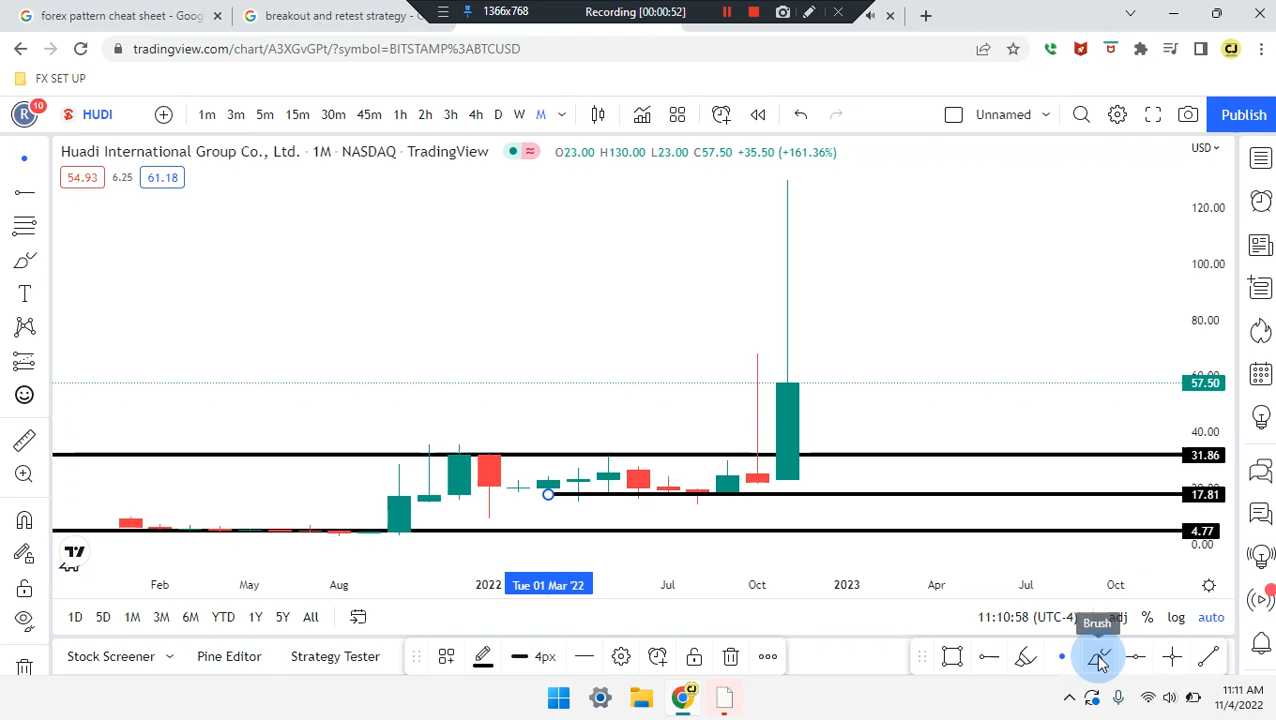 forex pattern cheet sheet - Goo
breakout and retest strategy - G
1366x768
Recording [00:00:52]
tradingview.com/chart/A3XGvGPt/?symbol=BITSTAMP%3ABTCUSD
CJ
FX SET UP
R
10
S
HUDI
1m
3m
5m
15m
30m
45m
1h
2h
3h
4h
D
W
M
Unnamed
Publish
Huadi International Group Co., Ltd. · 1M · NASDAQ · TradingView
O23.00 H130.00 L23.00 C57.50 +35.50 (+161.36%)
USD
54.93
6.25
61.18
120.00
100.00
80.00
57.50
40.00
31.86
17.81
4.77
0.00
Feb
May
Aug
2022
Tue 01 Mar '22
Jul
Oct
2023
Apr
Jul
Oct
1D
5D
1M
3M
6M
YTD
1Y
5Y
All
11:10:58 (UTC-4)
adj
%
log
auto
Brush
Stock Screener
Pine Editor
Strategy Tester
4px
T
CJ
11:11 AM
11/4/2022